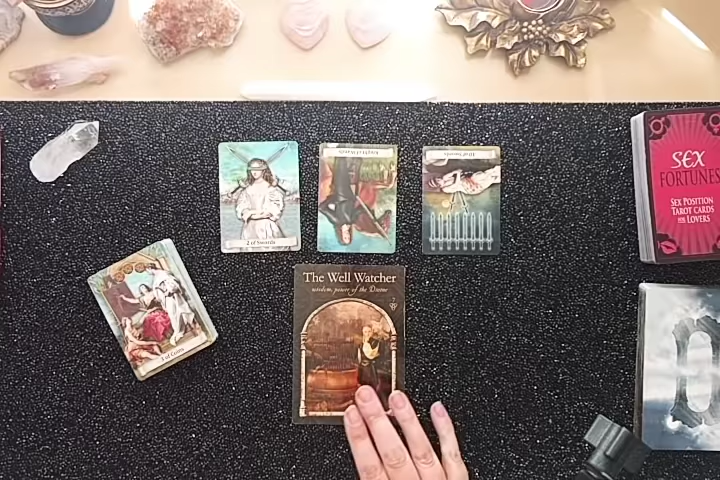 2 of Swords
The Well Watcher
wisdom, power of the Divine
7
SEX
FORTUNES
SEX POSITION
TAROT CARDS
FOR LOVERS